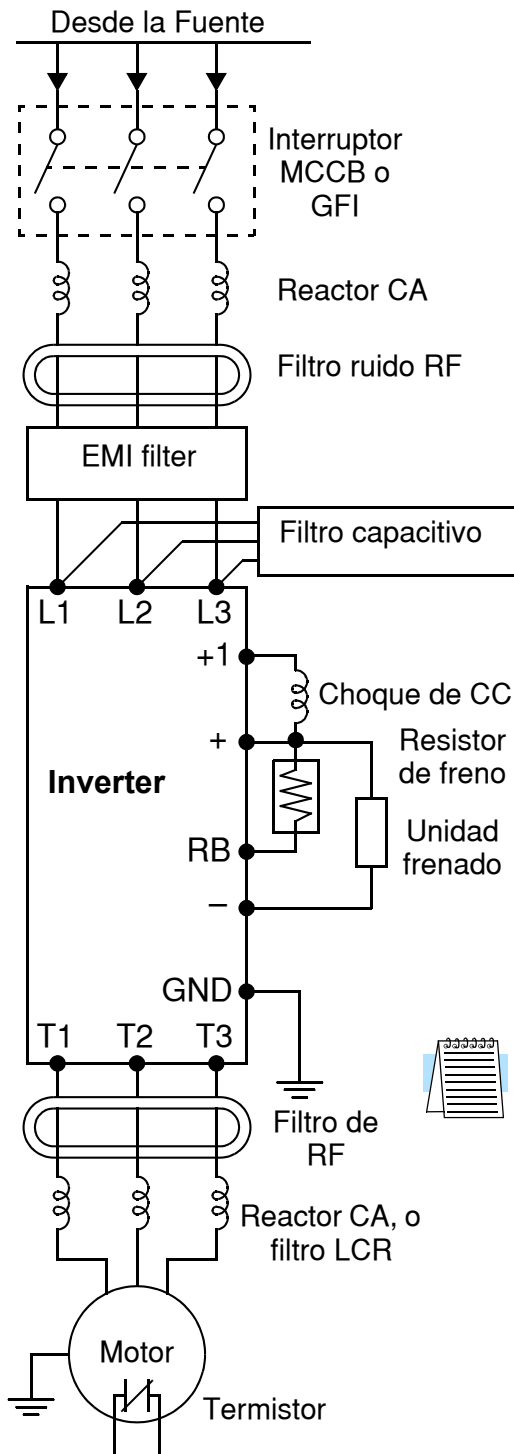 Desde la Fuente
Interruptor
MCCB o
GFI
Reactor CA
Filtro ruido RF
EMI filter
Filtro capacitivo
L1 L2 L3
+1
Choque de CC
+
Resistor
de freno
Inverter
Unidad
frenado
RB
–
GND
T1 T2 T3
Filtro de
RF
Reactor CA, o
filtro LCR
Motor
Termistor